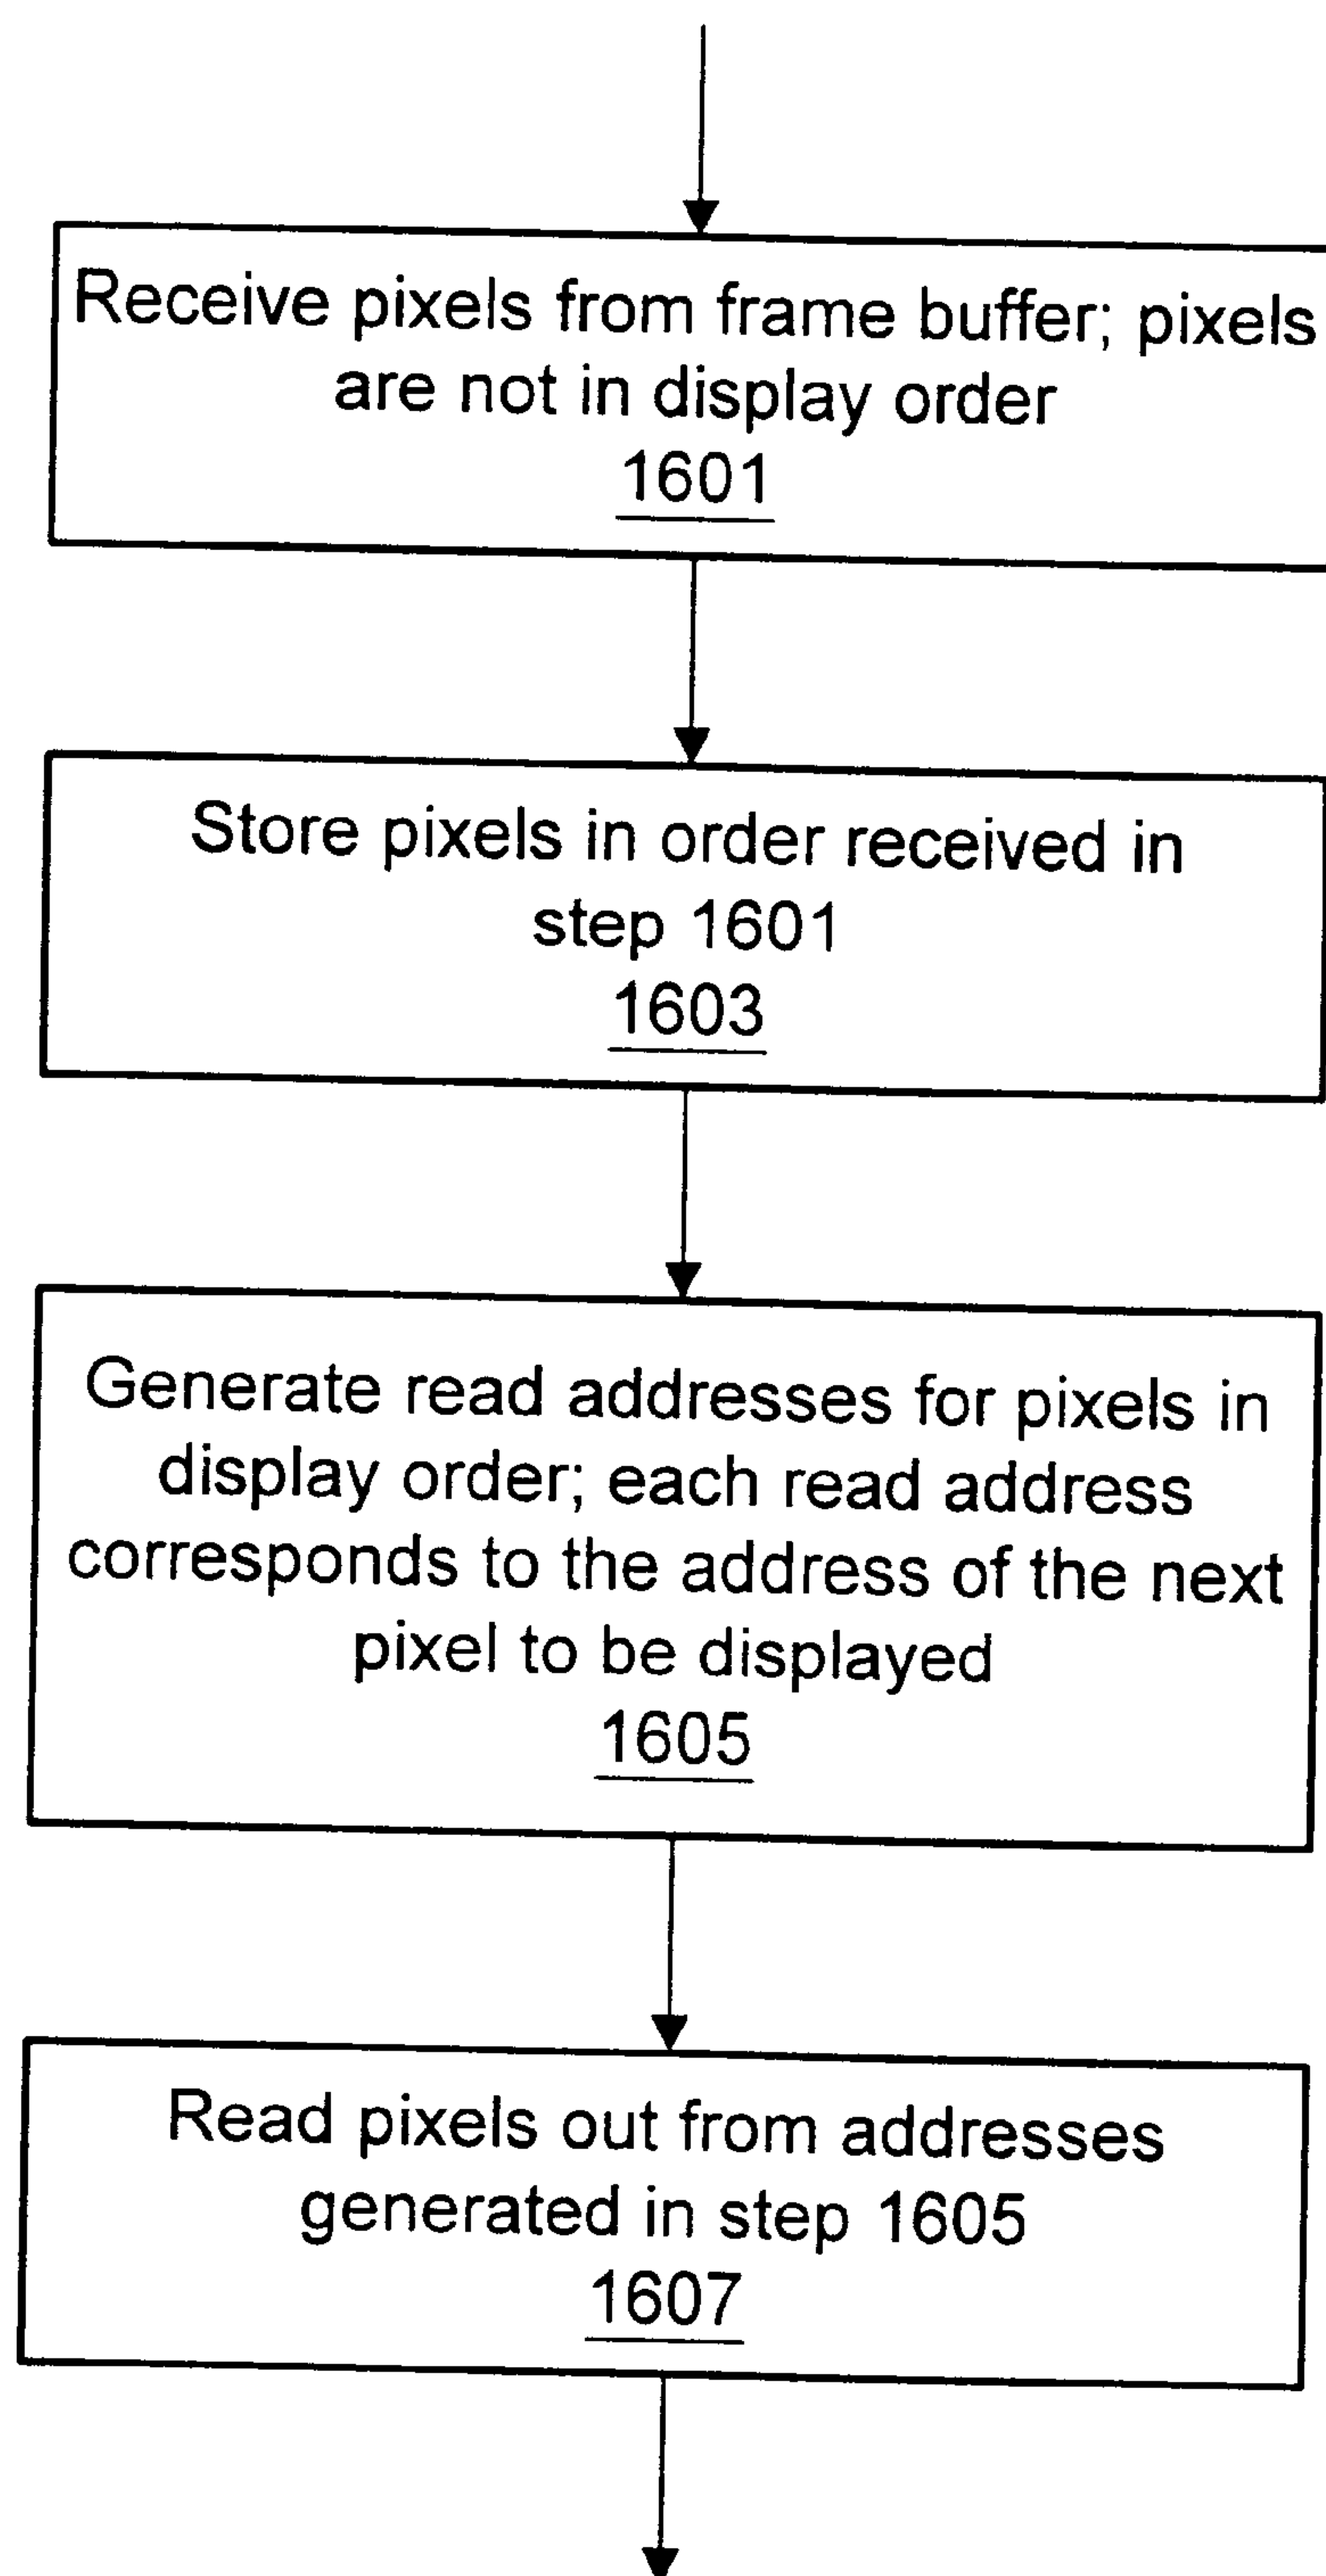 Receive pixels from frame buffer; pixels
are not in display order
1601
Store pixels in order received in
step 1601
1603
Generate read addresses for pixels in
display order; each read address
corresponds to the address of the next
pixel to be displayed
1605
Read pixels out from addresses
generated in step 1605
1607